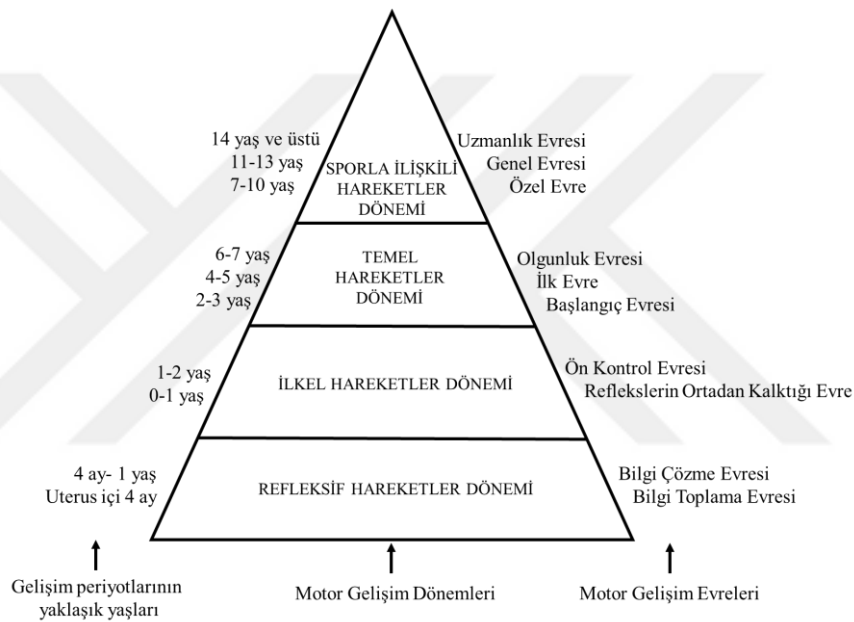 14 yaş ve üstü
11-13 yaş
7-10 yaş
SPORLA İLİŞKİLİ
HAREKETLER
DÖNEMİ
Uzmanlık Evresi
Genel Evresi
Özel Evre
6-7 yaş
4-5 yaş
2-3 yaş
TEMEL
HAREKETLER
DÖNEMİ
Olgunluk Evresi
İlk Evre
Başlangıç Evresi
1-2 yaş
0-1 yaş
İLKEL HAREKETLER DÖNEMİ
Ön Kontrol Evresi
Reflekslerin Ortadan Kalktığı Evre
4 ay- 1 yaş
Uterus içi 4 ay
REFLEKSİF HAREKETLER DÖNEMİ
Bilgi Çözme Evresi
Bilgi Toplama Evresi
Gelişim periyotlarının
yaklaşık yaşları
Motor Gelişim Dönemleri
Motor Gelişim Evreleri